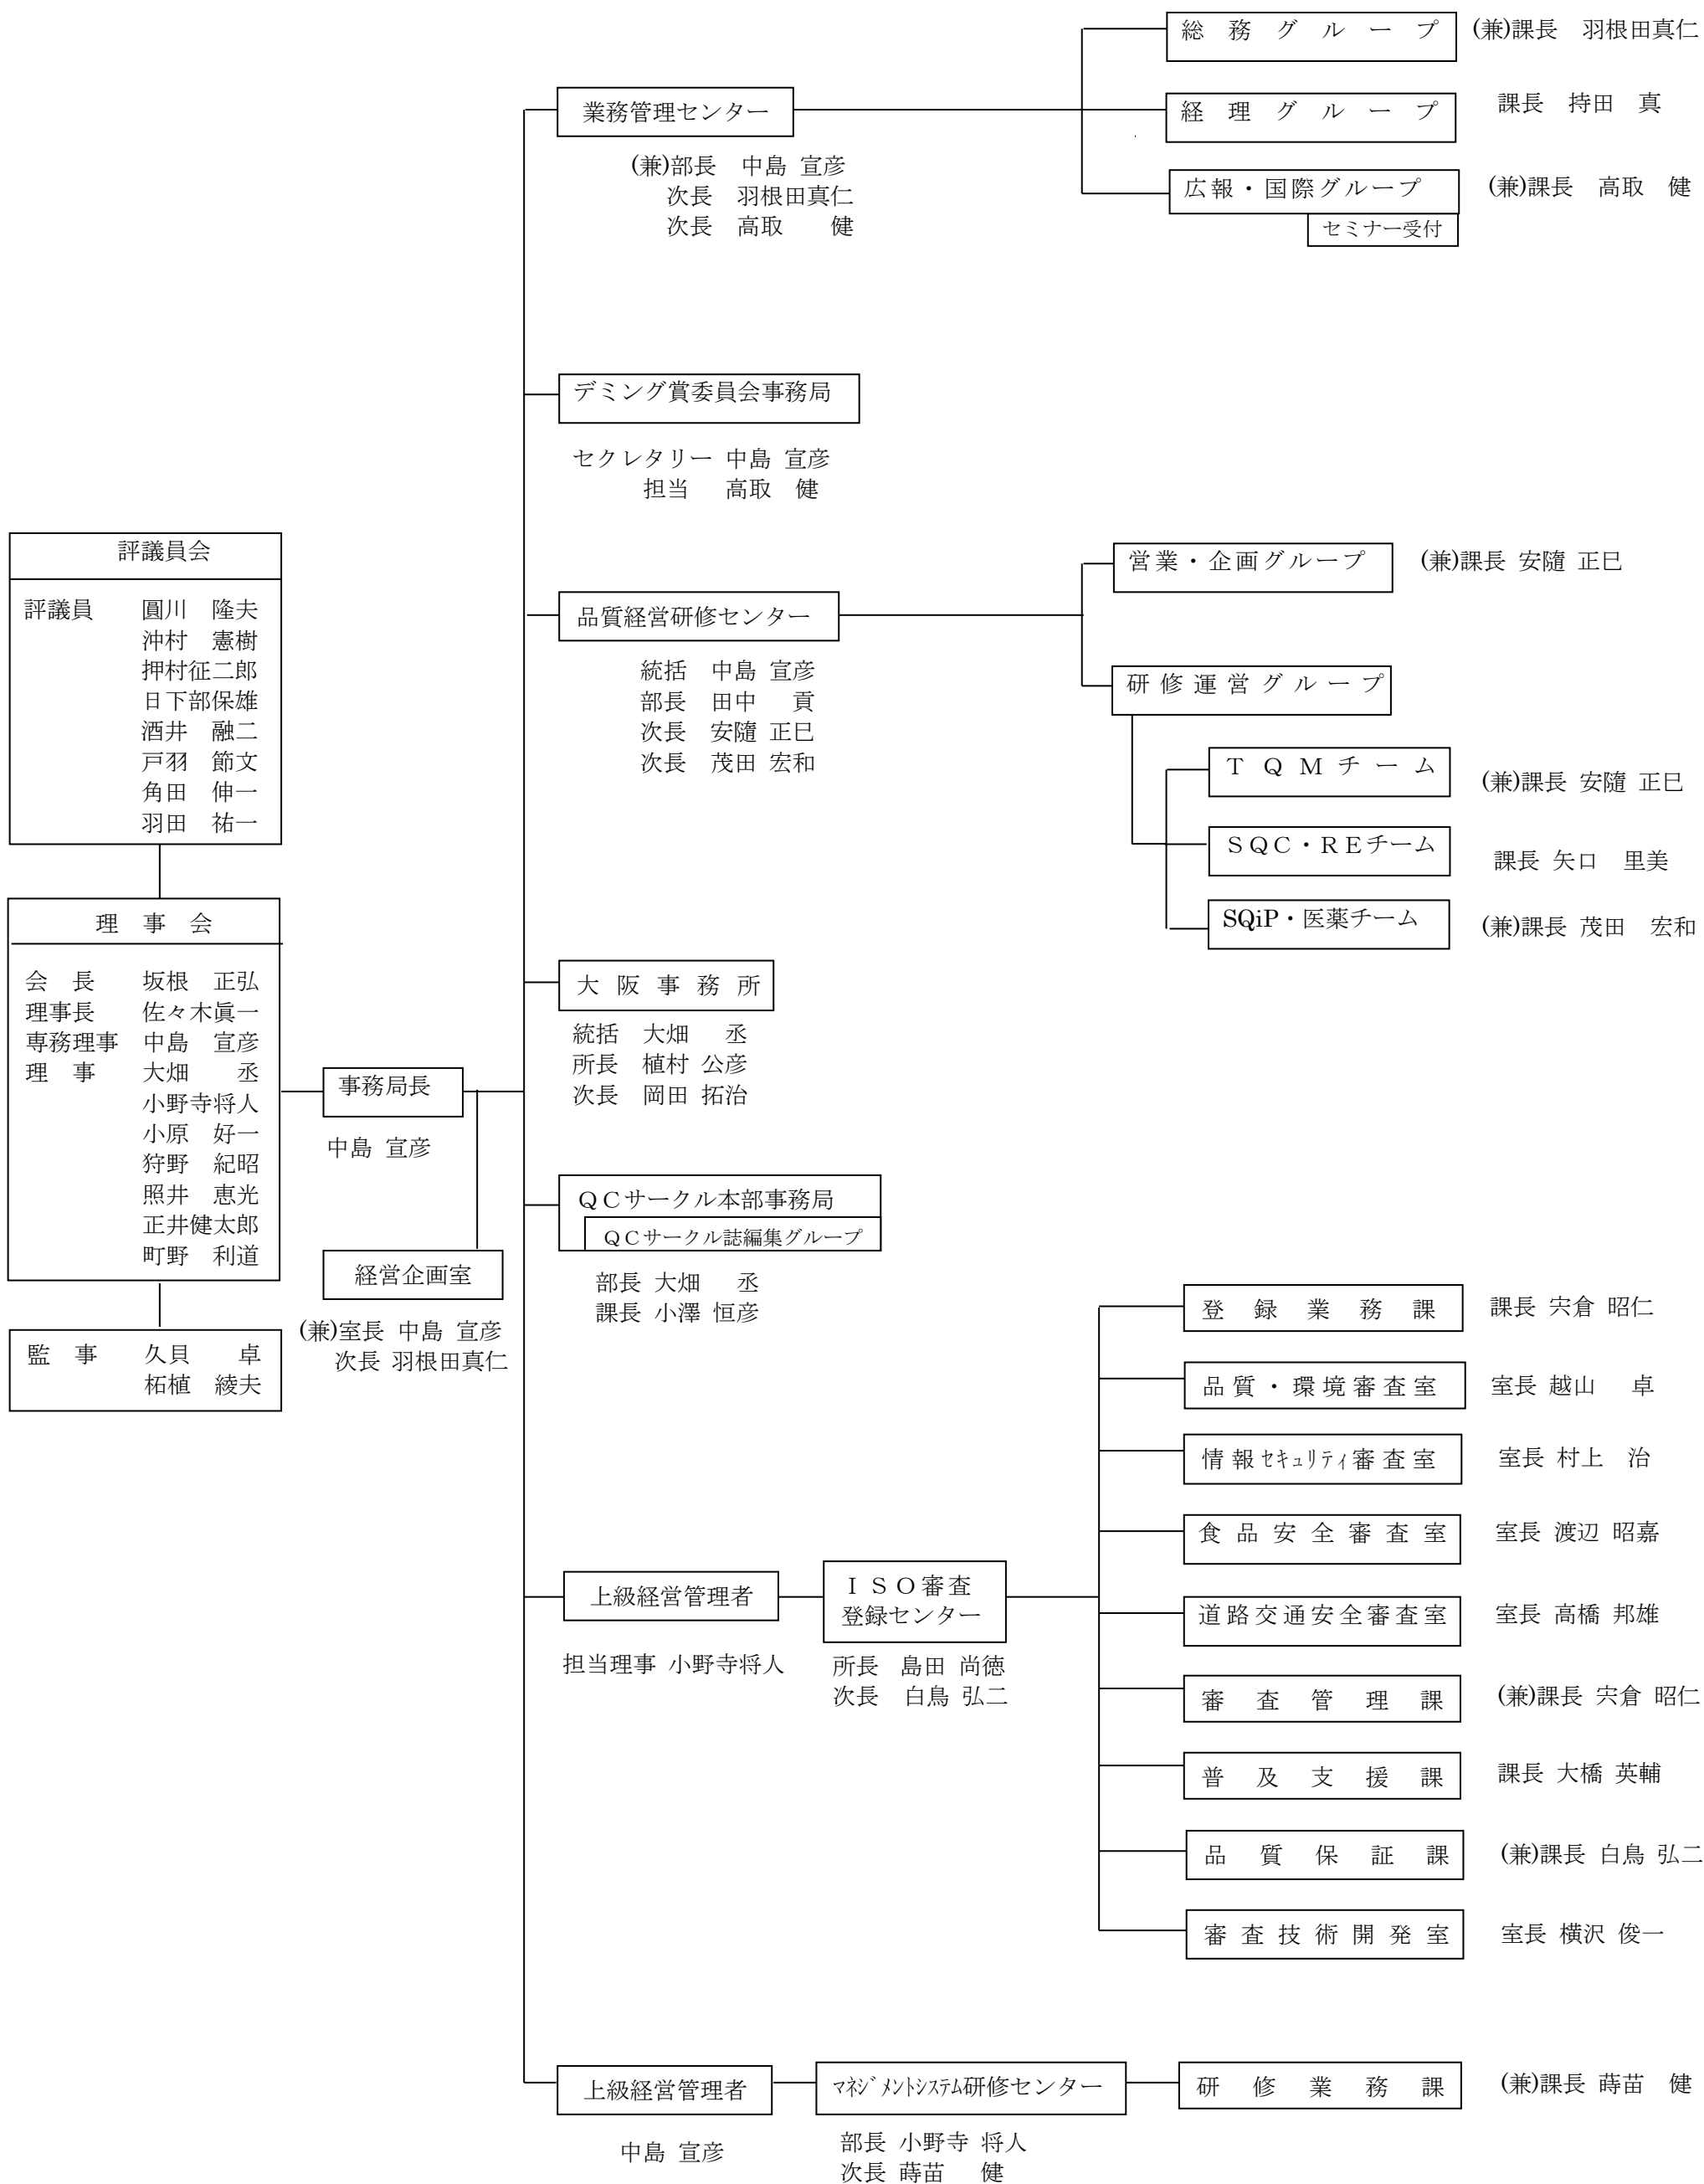 総務グループ (兼)課長 羽根田真仁
業務管理センター
経理グループ 課長 持田 真
(兼)部長 中島 宣彦
次長 羽根田真仁
次長 高取 健
広報・国際グループ (兼)課長 高取 健
セミナー受付
デミング賞委員会事務局
セクレタリー 中島 宣彦
担当 高取 健
評議員会
評議員 圓川 隆夫
沖村 憲樹
押村征二郎
日下部保雄
酒井 融二
戸羽 節文
角田 伸一
羽田 祐一
営業・企画グループ (兼)課長 安隨 正巳
品質経営研修センター
統括 中島 宣彦
部長 田中 貢
次長 安隨 正巳
次長 茂田 宏和
研修運営グループ
TQMチーム (兼)課長 安隨 正巳
SQC・REチーム 課長 矢口 里美
SQiP・医薬チーム (兼)課長 茂田 宏和
理事会
会長 坂根 正弘
理事長 佐々木眞一
専務理事 中島 宣彦
理事 大畑 丞
小野寺将人
小原 好一
狩野 紀昭
照井 恵光
正井健太郎
町野 利道
監事 久貝 卓
柘植 綾夫
事務局長
中島 宣彦
経営企画室
(兼)室長 中島 宣彦
次長 羽根田真仁
大阪事務所
統括 大畑 丞
所長 植村 公彦
次長 岡田 拓治
QCサークル本部事務局
QCサークル誌編集グループ
部長 大畑 丞
課長 小澤 恒彦
上級経営管理者
担当理事 小野寺将人
ISO審査
登録センター
所長 島田 尚徳
次長 白鳥 弘二
登録業務課 課長 宍倉 昭仁
品質・環境審査室 室長 越山 卓
情報セキュリティ審査室 室長 村上 治
食品安全審査室 室長 渡辺 昭嘉
道路交通安全審査室 室長 高橋 邦雄
審査管理課 (兼)課長 宍倉 昭仁
普及支援課 課長 大橋 英輔
品質保証課 (兼)課長 白鳥 弘二
審査技術開発室 室長 横沢 俊一
上級経営管理者
中島 宣彦
マネジメントシステム研修センター
部長 小野寺 将人
次長 蒔苗 健
研修業務課 (兼)課長 蒔苗 健